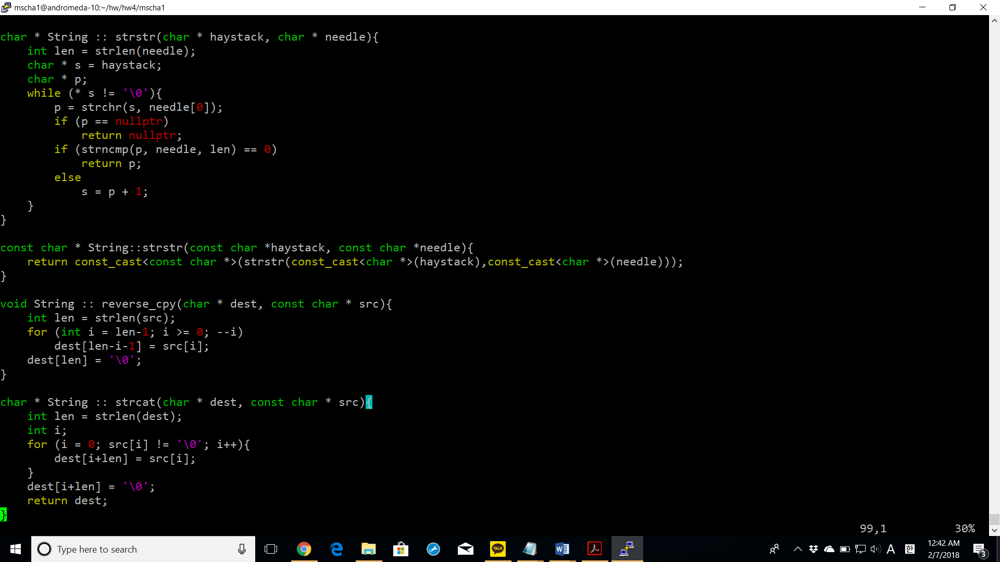 mscha1@andromeda-10:~/hw/hw4/mscha1
char * String :: strstr(char * haystack, char * needle){
    int len = strlen(needle);
    char * s = haystack;
    char * p;
    while (* s != '\0'){
        p = strchr(s, needle[0]);
        if (p == nullptr)
            return nullptr;
        if (strncmp(p, needle, len) == 0)
            return p;
        else
            s = p + 1;
    }
}
const char * String::strstr(const char *haystack, const char *needle){
    return const_cast<const char *>(strstr(const_cast<char *>(haystack),const_cast<char *>(needle)));
}
void String :: reverse_cpy(char * dest, const char * src){
    int len = strlen(src);
    for (int i = len-1; i >= 0; --i)
        dest[len-i-1] = src[i];
    dest[len] = '\0';
}
char * String :: strcat(char * dest, const char * src){
    int len = strlen(dest);
    int i;
    for (i = 0; src[i] != '\0'; i++){
        dest[i+len] = src[i];
    }
    dest[i+len] = '\0';
    return dest;
}
99,1 30%
Type here to search
TALK
A 한
12:42 AM
2/7/2018
3